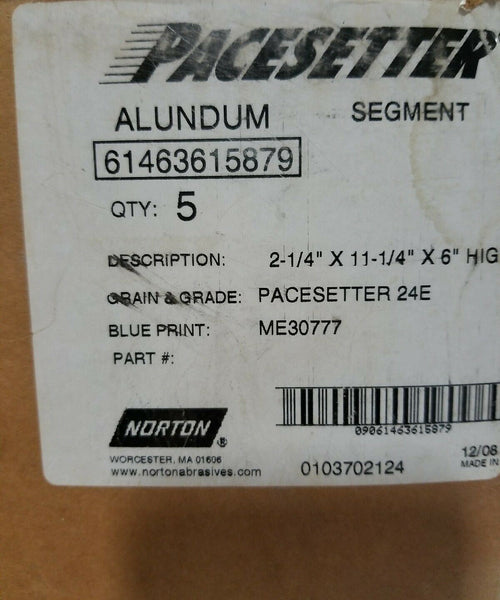 PACESETTER
ALUNDUM SEGMENT
61463615879
QTY: 5
DESCRIPTION: 2-1/4" X 11-1/4" X 6" HIG
GRAIN & GRADE: PACESETTER 24E
BLUE PRINT: ME30777
PART #:
09061463615879
NORTON ®
WORCESTER, MA 01606
www.nortonabrasives.com
0103702124
12/08
MADE IN